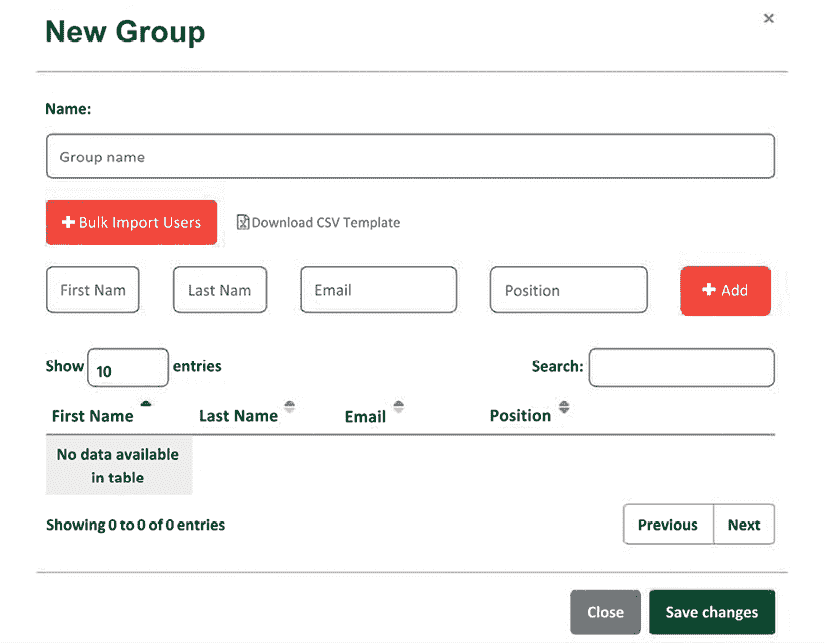 New Group
×
Name:
Group name
+ Bulk Import Users Download CSV Template
First Nam Last Nam Email Position + Add
Show 10 entries Search:
First Name Last Name Email Position
No data available
in table
Showing 0 to 0 of 0 entries Previous Next
Close Save changes